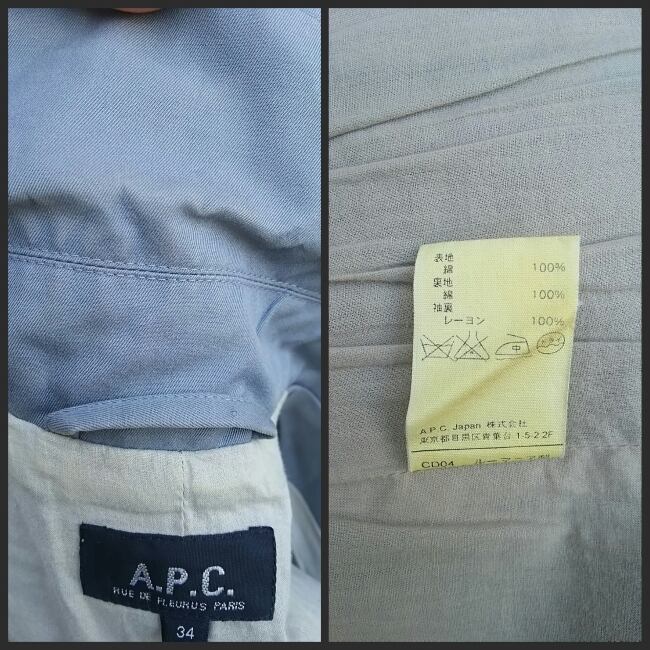 A.P.C.
RUE DE FLEURUS PARIS
34
表地
綿 100%
裏地
綿 100%
袖裏
レーヨン 100%
中
A.P.C. Japan 株式会社
東京都目黒区青葉台 1-5-2 2F
CD04